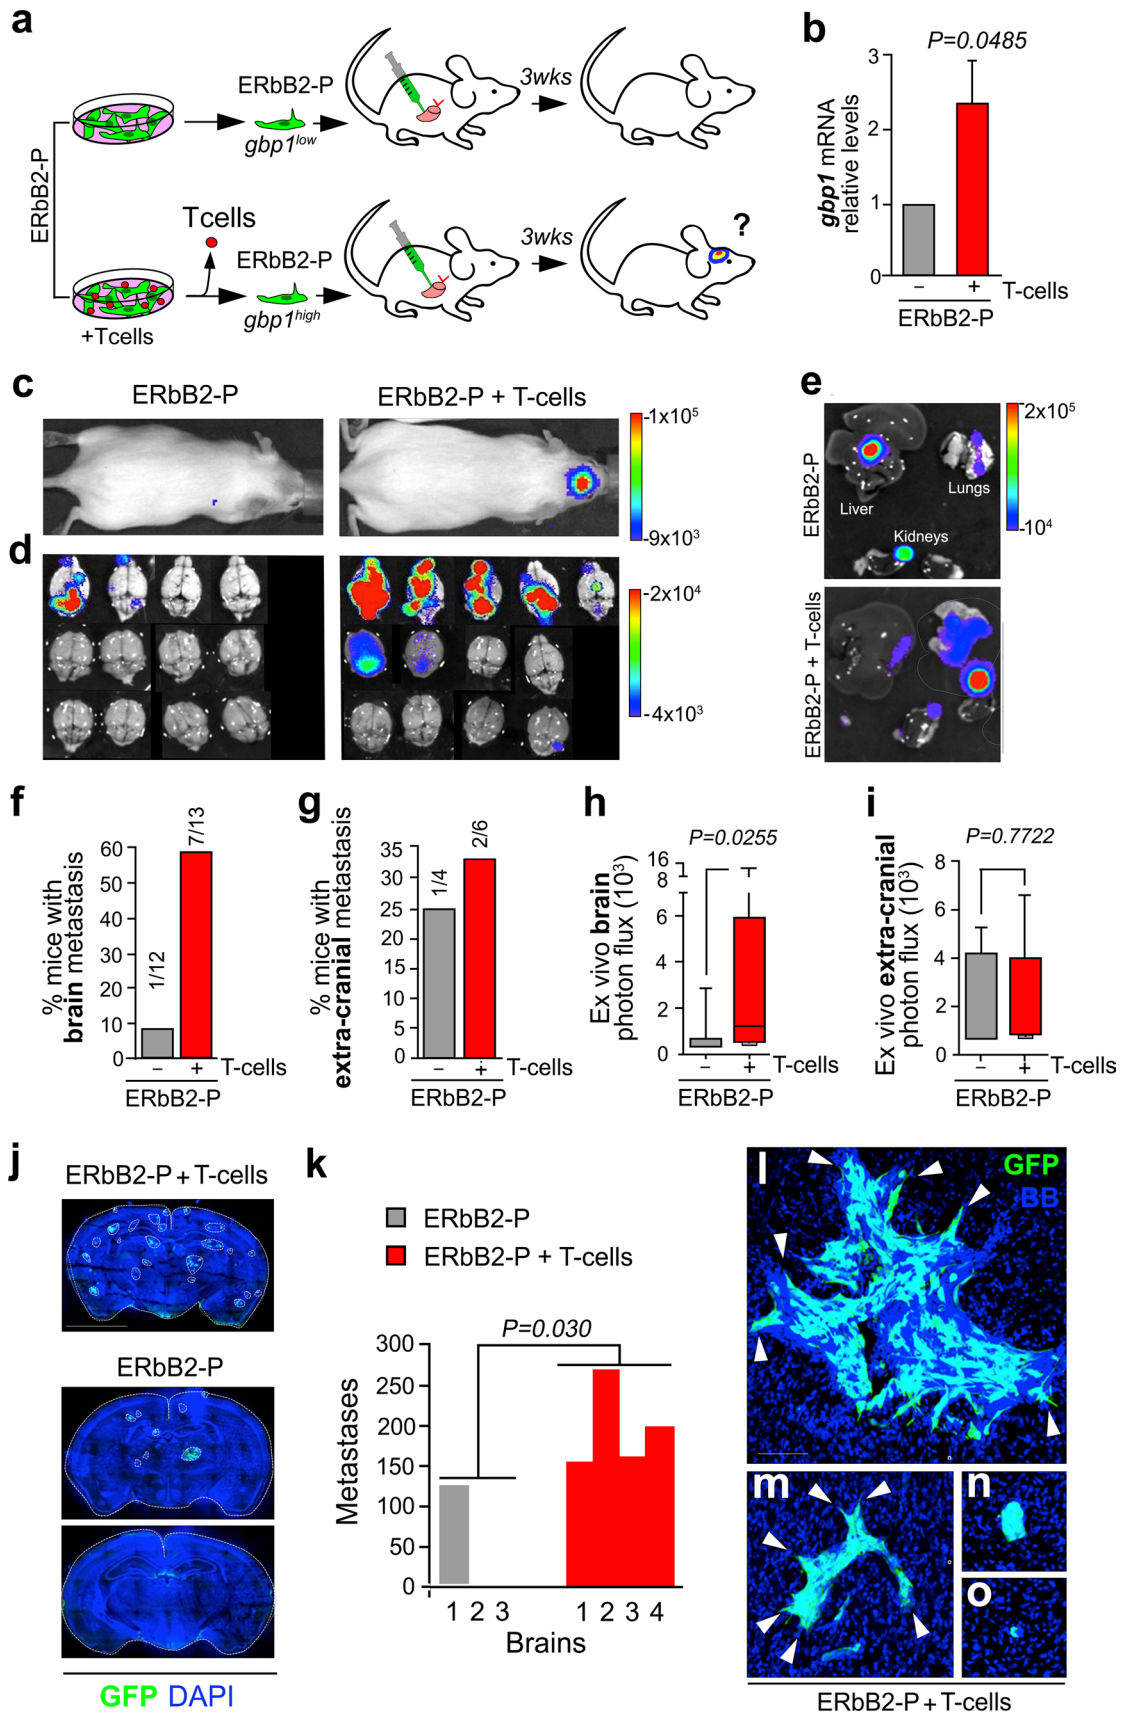 a
ERbB2-P
ERbB2-P
gbp1low
3wks
Tcells
+Tcells
ERbB2-P
gbp1high
3wks
?
b
P=0.0485
gbp1 mRNA
relative levels
3
2
1
0
− + T-cells
ERbB2-P
c
ERbB2-P
ERbB2-P + T-cells
-1x10⁵
-9x10³
d
-2x10⁴
-4x10³
e
ERbB2-P
Liver
Lungs
Kidneys
2x10⁵
-10⁴
ERbB2-P + T-cells
f
% mice with
brain metastasis
60
50
40
30
20
10
0
1/12
7/13
− + T-cells
ERbB2-P
g
% mice with
extra-cranial metastasis
35
30
25
20
15
10
5
0
1/4
2/6
− + T-cells
ERbB2-P
h
P=0.0255
Ex vivo brain
photon flux (10³)
16
8
6
4
2
0
− + T-cells
ERbB2-P
i
P=0.7722
Ex vivo extra-cranial
photon flux (10³)
8
6
4
2
0
− + T-cells
ERbB2-P
j
ERbB2-P + T-cells
ERbB2-P
GFP DAPI
k
ERbB2-P
ERbB2-P + T-cells
P=0.030
Metastases
300
250
200
150
100
50
0
1 2 3 1 2 3 4
Brains
l
GFP
BB
m
n
o
ERbB2-P + T-cells